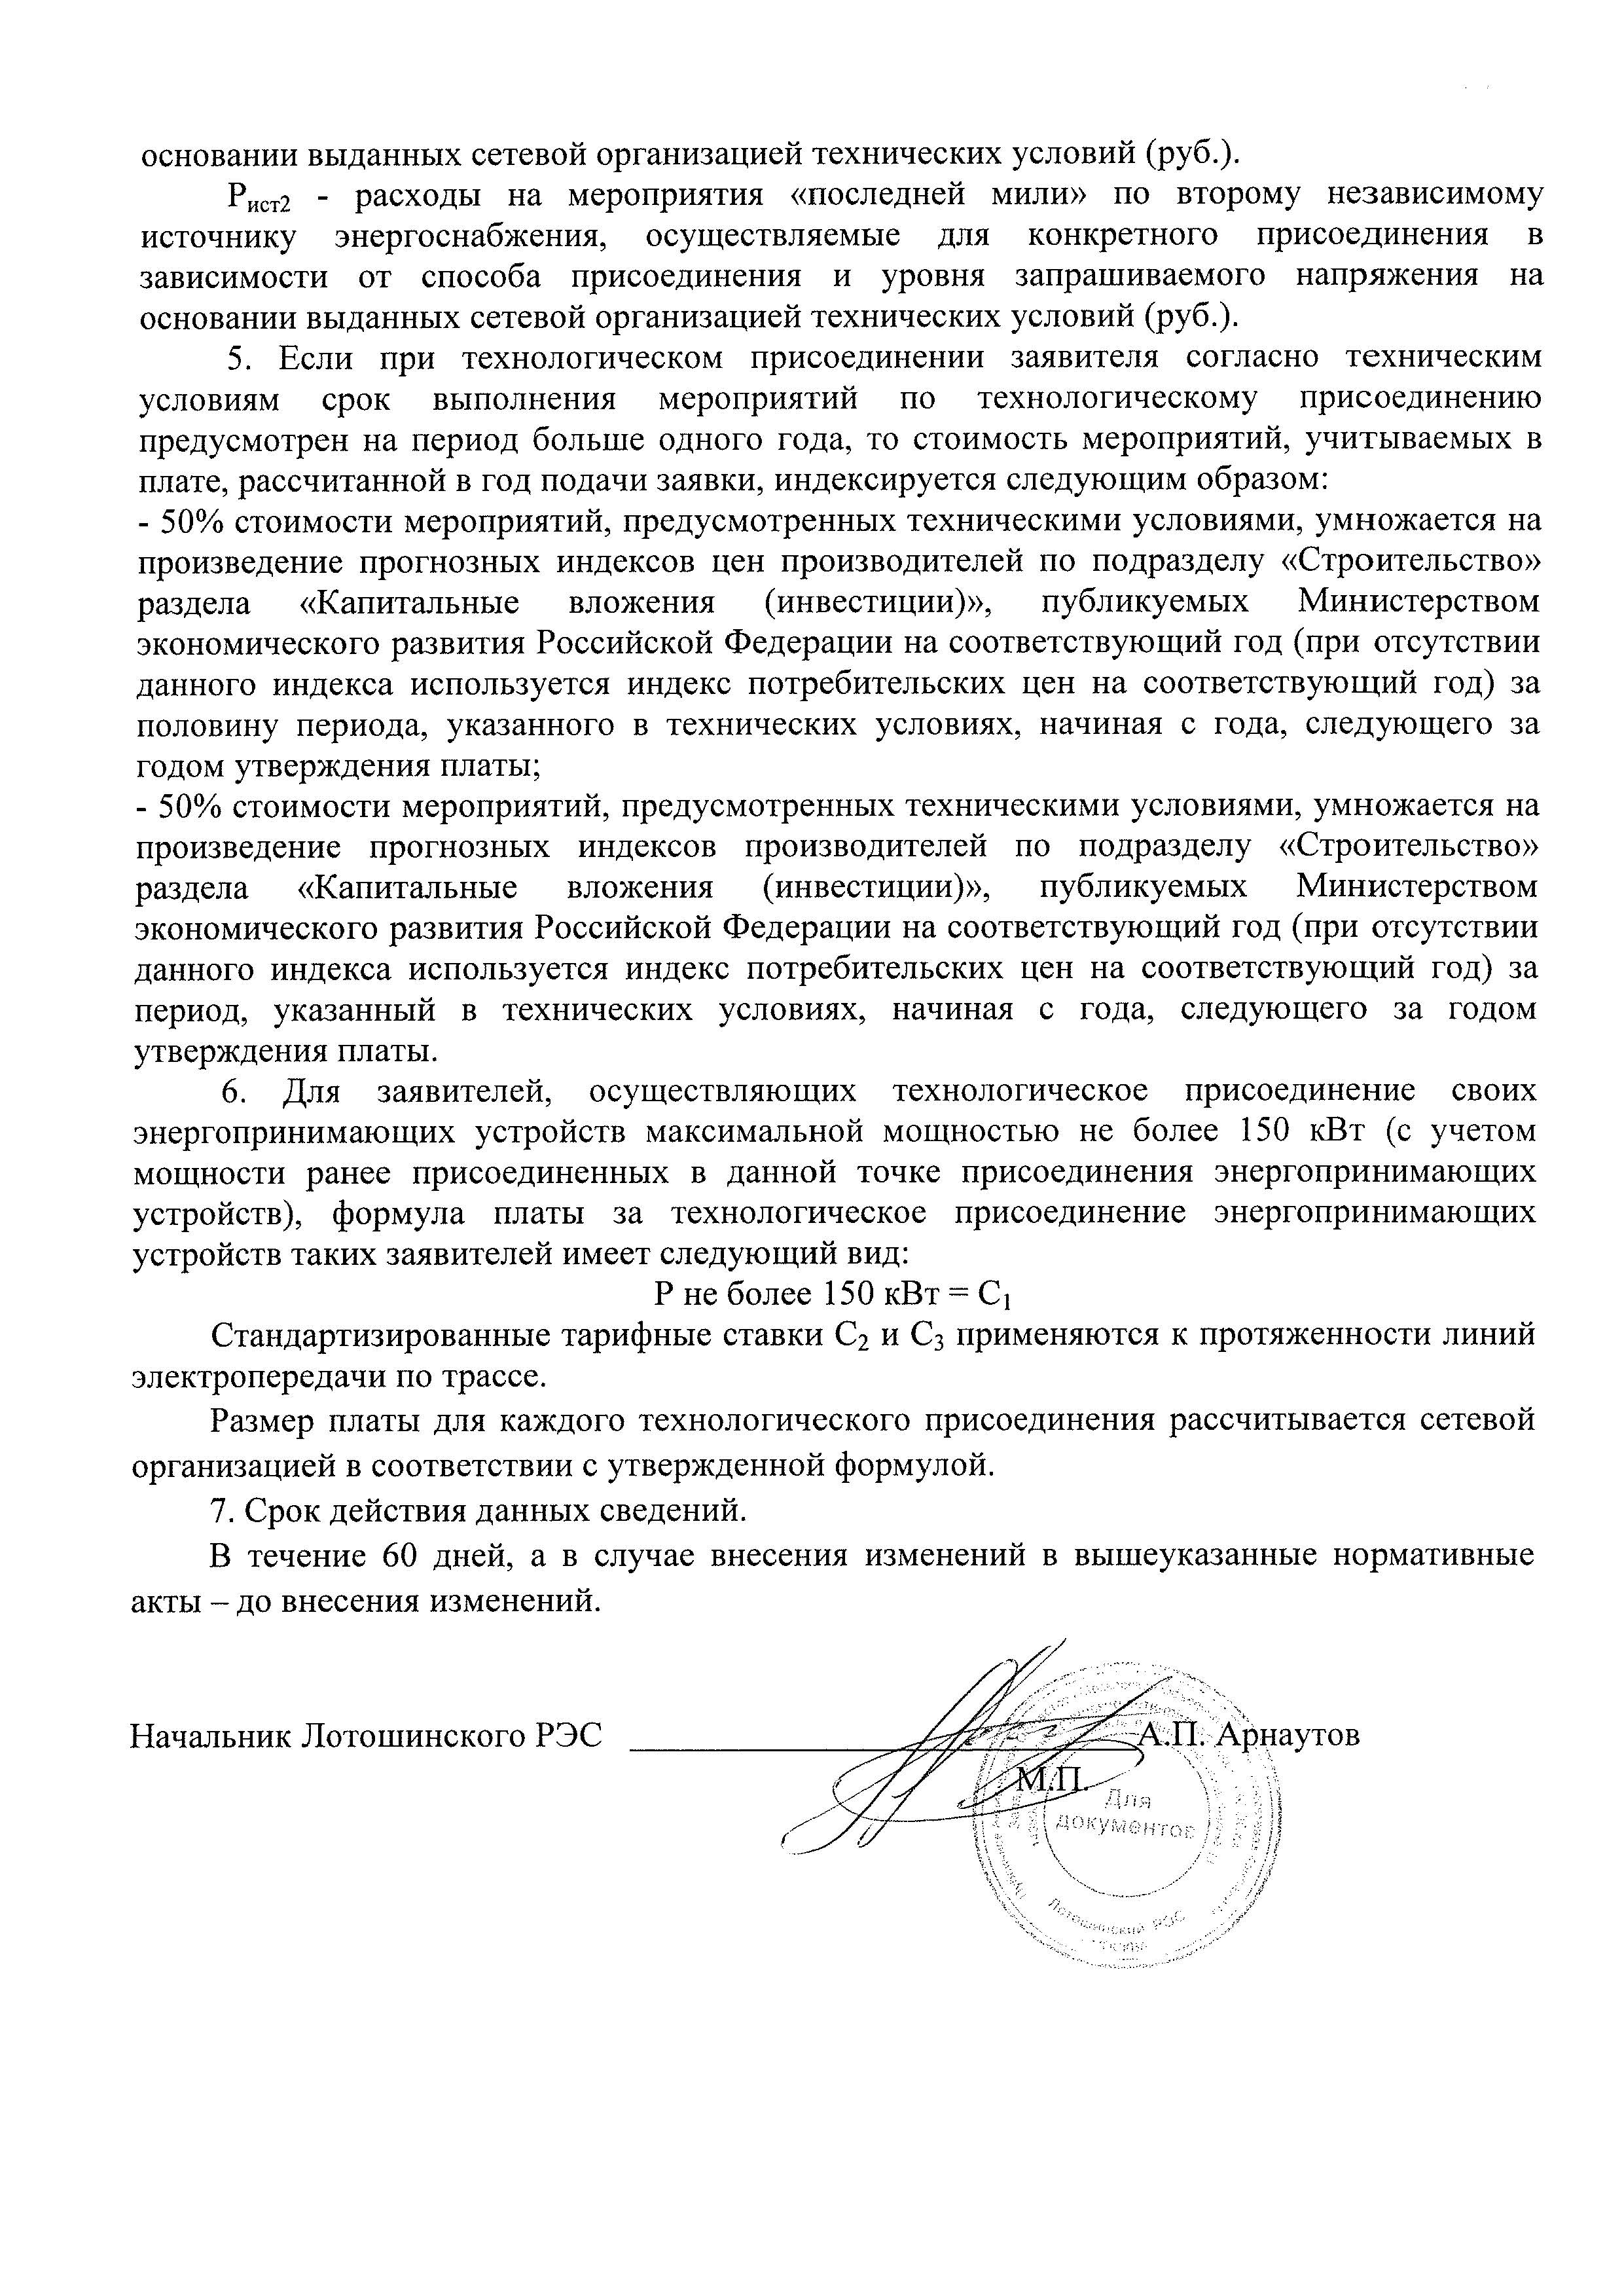 основании выданных сетевой организацией технических условий (руб.).
Рист2 - расходы на мероприятия «последней мили» по второму независимому
источнику энергоснабжения, осуществляемые для конкретного присоединения в
зависимости от способа присоединения и уровня запрашиваемого напряжения на
основании выданных сетевой организацией технических условий (руб.).
5. Если при технологическом присоединении заявителя согласно техническим
условиям срок выполнения мероприятий по технологическому присоединению
предусмотрен на период больше одного года, то стоимость мероприятий, учитываемых в
плате, рассчитанной в год подачи заявки, индексируется следующим образом:
- 50% стоимости мероприятий, предусмотренных техническими условиями, умножается на
произведение прогнозных индексов цен производителей по подразделу «Строительство»
раздела «Капитальные вложения (инвестиции)», публикуемых Министерством
экономического развития Российской Федерации на соответствующий год (при отсутствии
данного индекса используется индекс потребительских цен на соответствующий год) за
половину периода, указанного в технических условиях, начиная с года, следующего за
годом утверждения платы;
- 50% стоимости мероприятий, предусмотренных техническими условиями, умножается на
произведение прогнозных индексов производителей по подразделу «Строительство»
раздела «Капитальные вложения (инвестиции)», публикуемых Министерством
экономического развития Российской Федерации на соответствующий год (при отсутствии
данного индекса используется индекс потребительских цен на соответствующий год) за
период, указанный в технических условиях, начиная с года, следующего за годом
утверждения платы.
6. Для заявителей, осуществляющих технологическое присоединение своих
энергопринимающих устройств максимальной мощностью не более 150 кВт (с учетом
мощности ранее присоединенных в данной точке присоединения энергопринимающих
устройств), формула платы за технологическое присоединение энергопринимающих
устройств таких заявителей имеет следующий вид:
Р не более 150 кВт = С1
Стандартизированные тарифные ставки С2 и С3 применяются к протяженности линий
электропередачи по трассе.
Размер платы для каждого технологического присоединения рассчитывается сетевой
организацией в соответствии с утвержденной формулой.
7. Срок действия данных сведений.
В течение 60 дней, а в случае внесения изменений в вышеуказанные нормативные
акты – до внесения изменений.
Начальник Лотошинского РЭС А.П. Арнаутов
М.П.
Для
документов
Лотошинский РЭС